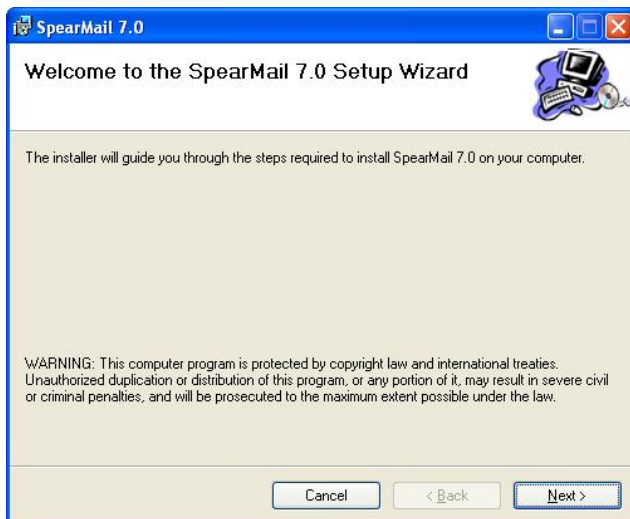 SpearMail 7.0
Welcome to the SpearMail 7.0 Setup Wizard
The installer will guide you through the steps required to install SpearMail 7.0 on your computer.
WARNING: This computer program is protected by copyright law and international treaties.
Unauthorized duplication or distribution of this program, or any portion of it, may result in severe civil
or criminal penalties, and will be prosecuted to the maximum extent possible under the law.
Cancel < Back Next >